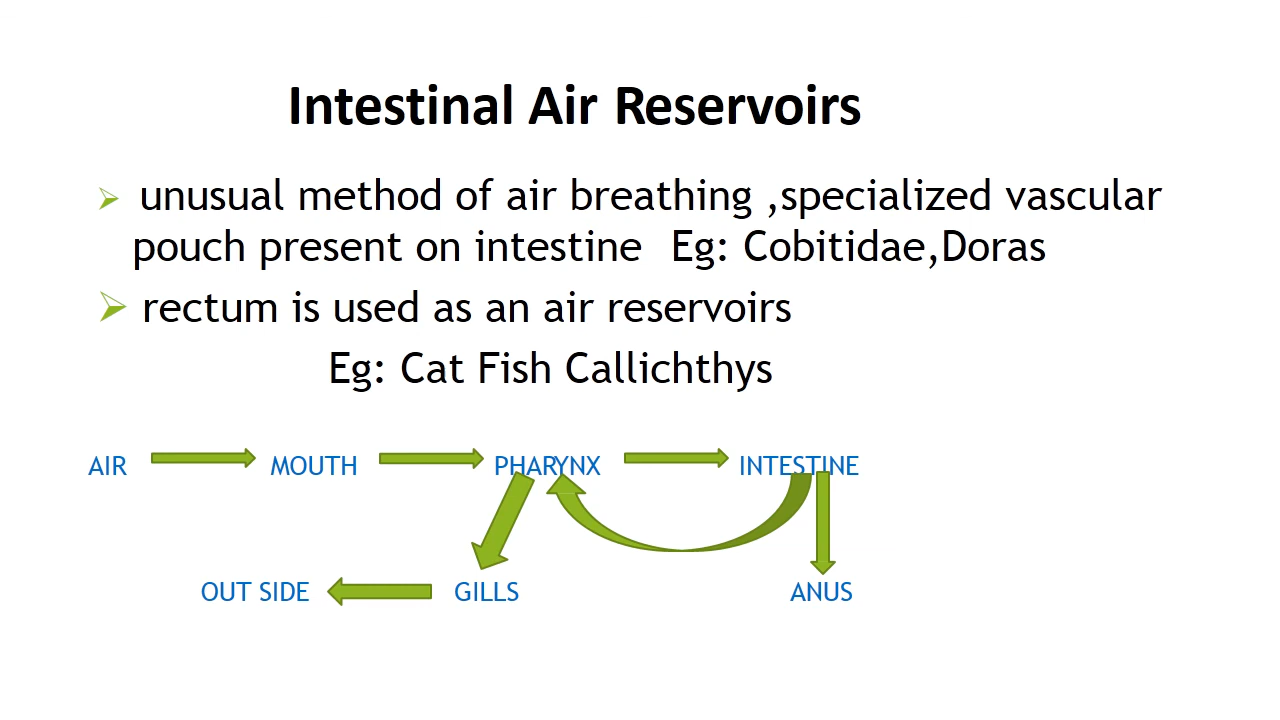 Intestinal Air Reservoirs
unusual method of air breathing ,specialized vascular
pouch present on intestine Eg: Cobitidae,Doras
rectum is used as an air reservoirs
Eg: Cat Fish Callichthys
AIR MOUTH PHARYNX INTESTINE
OUT SIDE GILLS ANUS